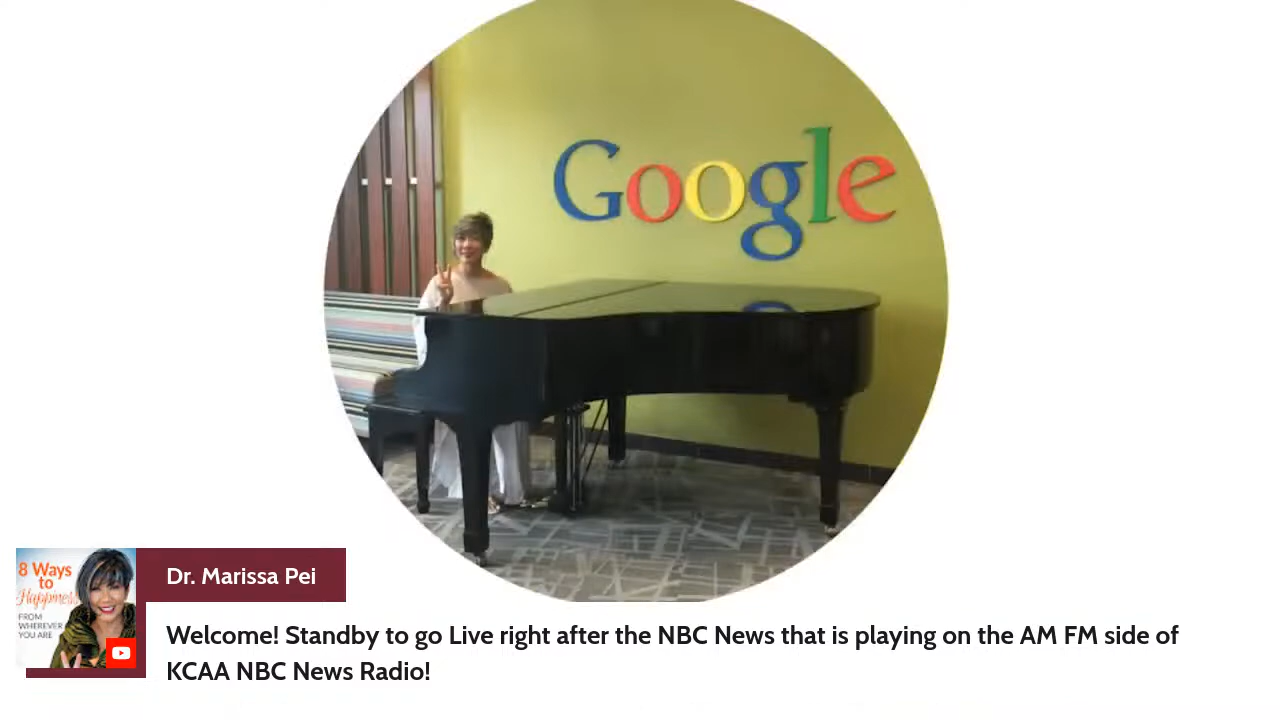 Google
8 Ways
to
Happiness
FROM
WHEREVER
YOU ARE
Dr. Marissa Pei
Welcome! Standby to go Live right after the NBC News that is playing on the AM FM side of
KCAA NBC News Radio!